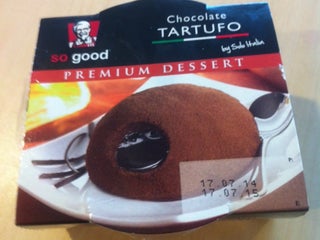 Chocolate
TARTUFO
by Sole Italia
so good
PREMIUM DESSERT
17.07.14
17.07.15